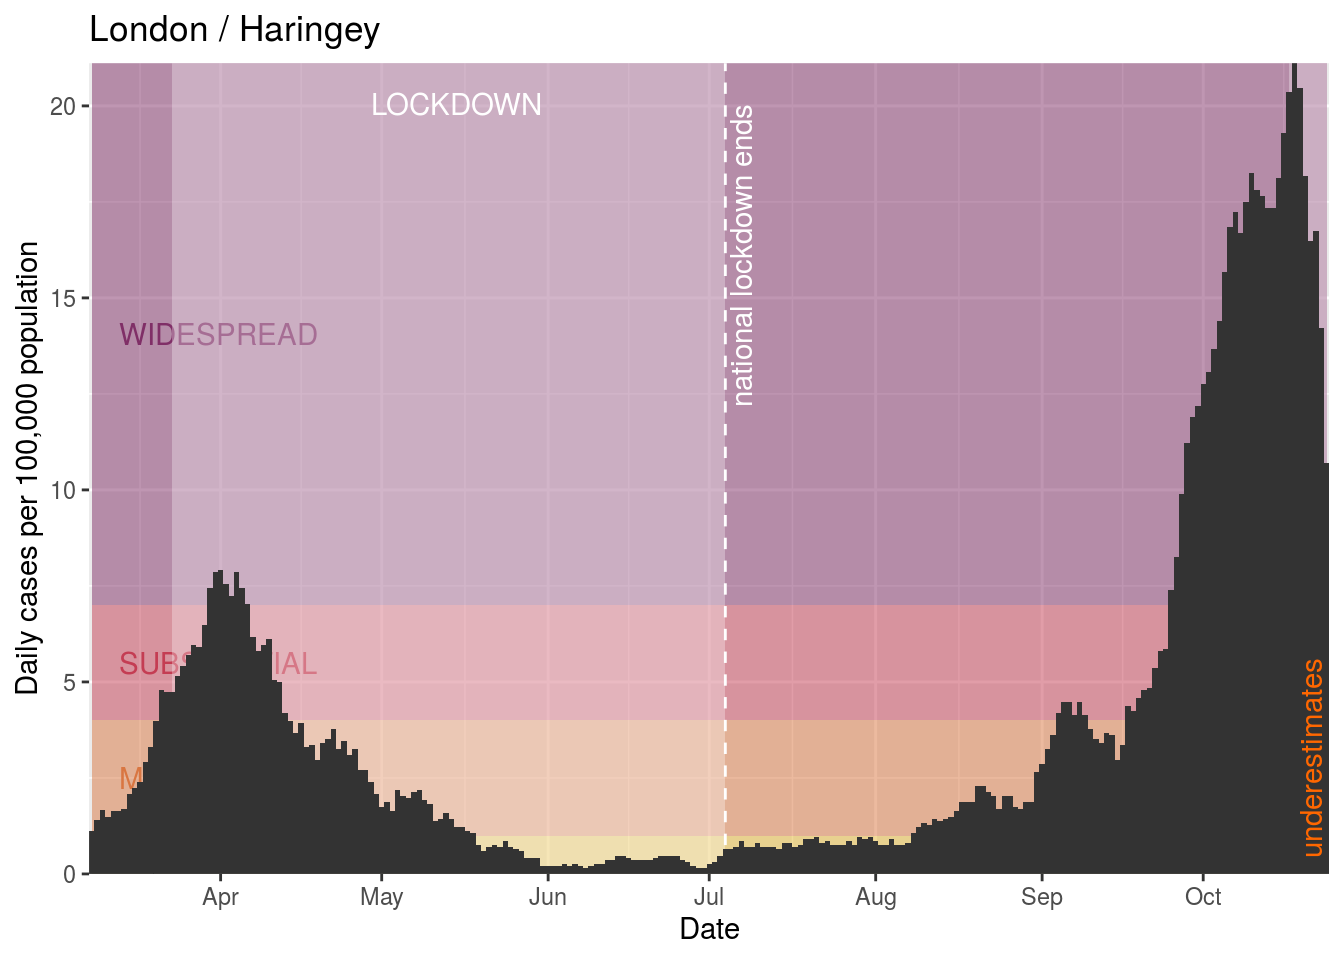 London / Haringey
Daily cases per 100,000 population
20
15
10
5
0
LOCKDOWN
national lockdown ends
WIDESPREAD
SUBS IAL
M
underestimates
Apr May Jun Jul Aug Sep Oct
Date